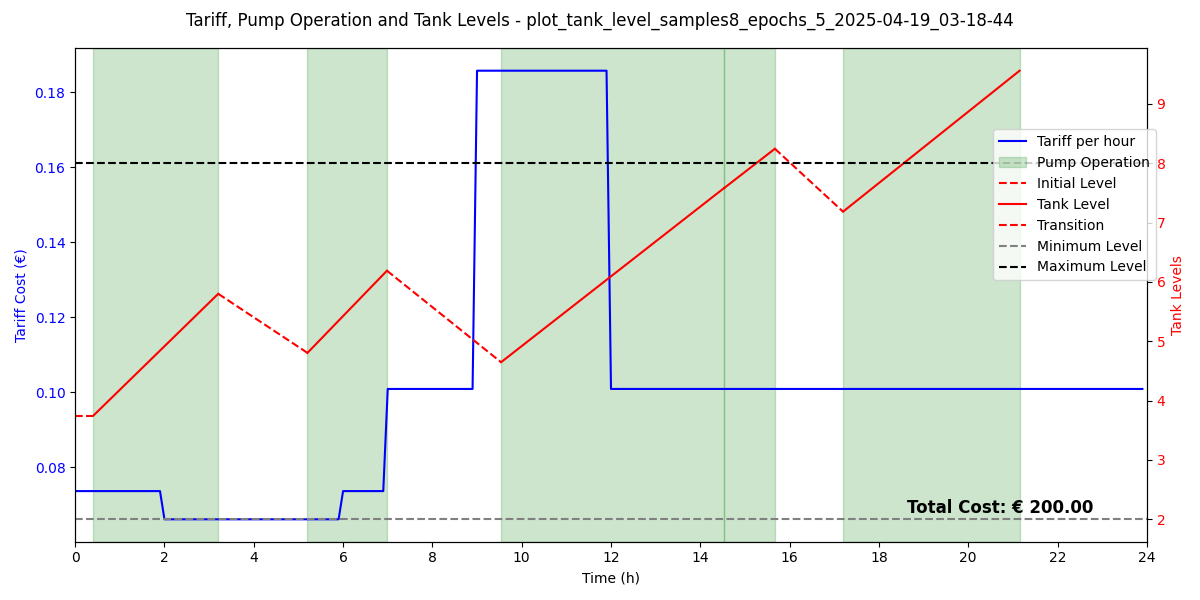 Tariff, Pump Operation and Tank Levels - plot_tank_level_samples8_epochs_5_2025-04-19_03-18-44
Tariff Cost (€)
0.18
0.16
0.14
0.12
0.10
0.08
9
8
7
6
5
4
3
2
Tank Levels
Tariff per hour
Pump Operation
Initial Level
Tank Level
Transition
Minimum Level
Maximum Level
Total Cost: € 200.00
0 2 4 6 8 10 12 14 16 18 20 22 24
Time (h)